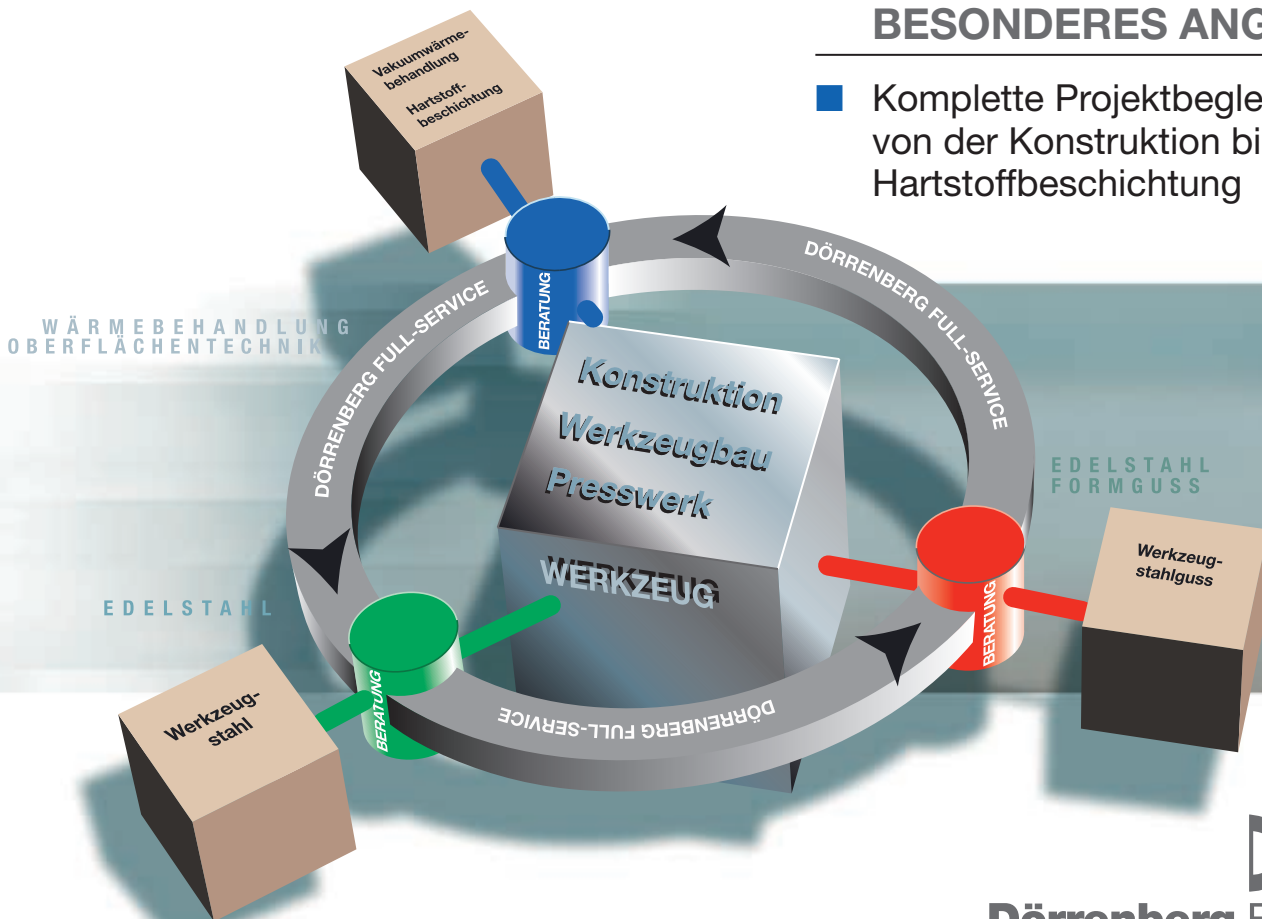 BESONDERES ANG
Komplette Projektbegle
von der Konstruktion bi
Hartstoffbeschichtung
Vakuumwärme-
behandlung
Hartstoff-
beschichtung
BERATUNG
DÖRRENBERG FULL-SERVICE
DÖRRENBERG FULL-SERVICE
WÄRMEBEHANDLUNG
OBERFLÄCHENTECHNIK
Konstruktion
Werkzeugbau
Presswerk
WERKZEUG
EDELSTAHL
FORMGUSS
Werkzeug-
stahlguss
BERATUNG
EDELSTAHL
Werkzeug-
stahl
BERATUNG
DÖRRENBERG FULL-SERVICE
Dörrenberg E